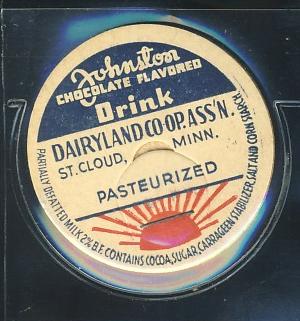 Johnston
CHOCOLATE FLAVORED
Drink
DAIRYLAND CO-OP. ASS'N.
ST. CLOUD, MINN.
PASTEURIZED
PARTIALLY DEFATTED MILK 2% B.F. CONTAINS COCOA, SUGAR, CARRAGEEN STABILIZER, SALT AND CORN STARCH.